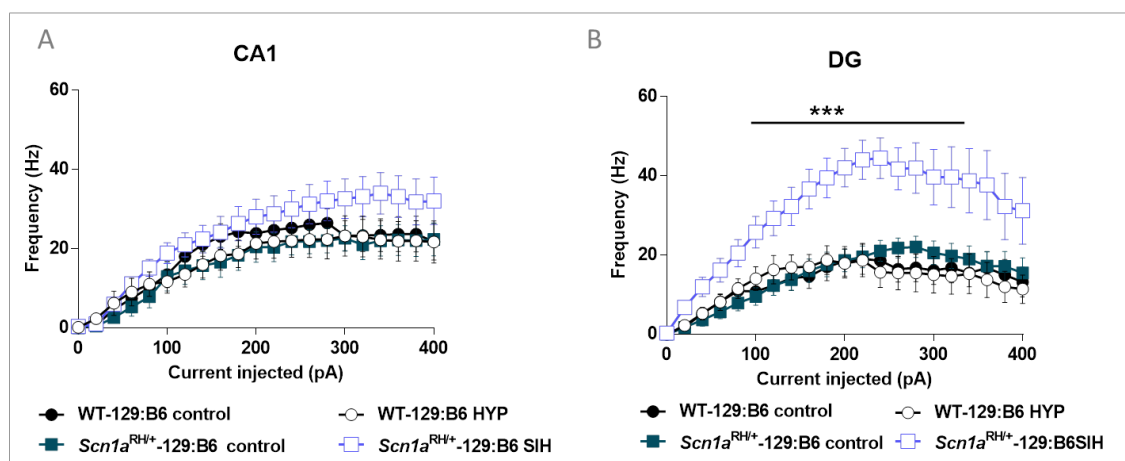 A
CA1
60
40
20
0
Frequency (Hz)
0 100 200 300 400
Current injected (pA)
WT-129:B6 control WT-129:B6 HYP
Scn1aRH/+-129:B6 control Scn1aRH/+-129:B6 SIH
B
DG
***
60
40
20
0
Frequency (Hz)
0 100 200 300 400
Current injected (pA)
WT-129:B6 control WT-129:B6 HYP
Scn1aRH/+-129:B6 control Scn1aRH/+-129:B6SIH